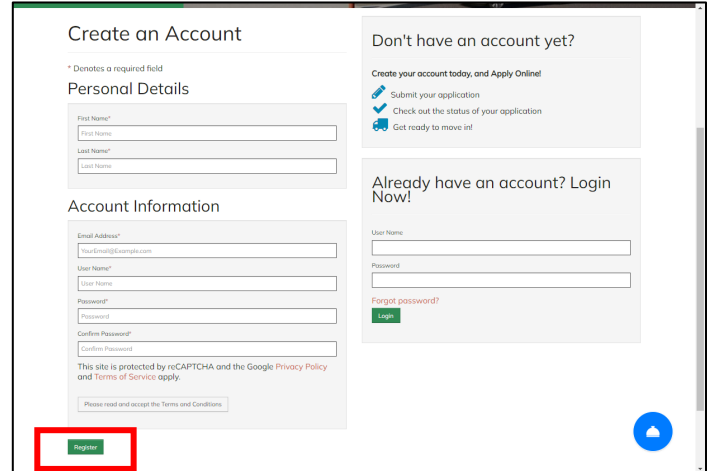 Create an Account
* Denotes a required field
Personal Details
First Name*
First Name
Last Name*
Last Name
Account Information
Email Address*
YourEmail@Example.com
User Name*
User Name
Password*
Password
Confirm Password*
Confirm Password
This site is protected by reCAPTCHA and the Google Privacy Policy
and Terms of Service apply.
Please read and accept the Terms and Conditions
Register
Don't have an account yet?
Create your account today, and Apply Online!
Submit your application
Check out the status of your application
Get ready to move in!
Already have an account? Login
Now!
User Name
Password
Forgot password?
Login